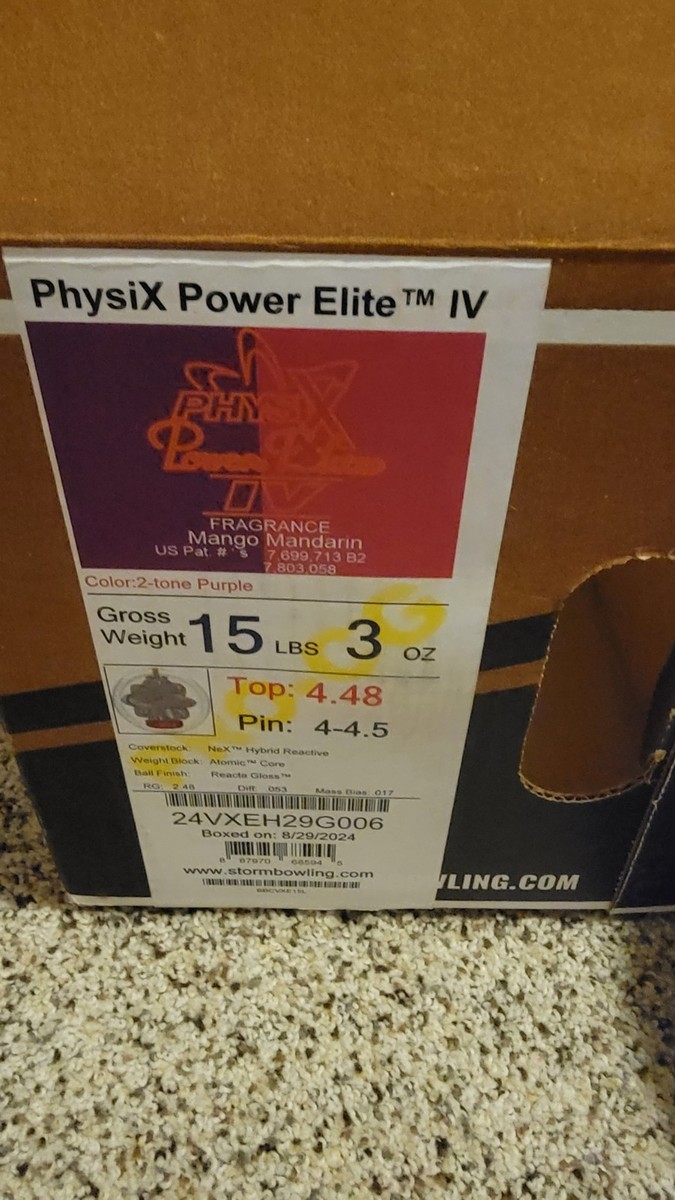 PhysiX Power Elite™ IV
PHYSIX
Power Elite
IV
FRAGRANCE
Mango Mandarin
US Pat. #'s 7,699,713 B2
7,803,058
Color:2-tone Purple
Gross Weight 15 LBS 3 OZ
Top: 4.48
Pin: 4-4.5
Coverstock: NeX™ Hybrid Reactive
Weight Block: Atomic™ Core
Ball Finish: Reacta Gloss™
RG: 2.48 Diff: .053 Mass Bias: .017
24VXEH29G006
Boxed on: 8/29/2024
6 87970 68594 5
www.stormbowling.com
WLING.COM